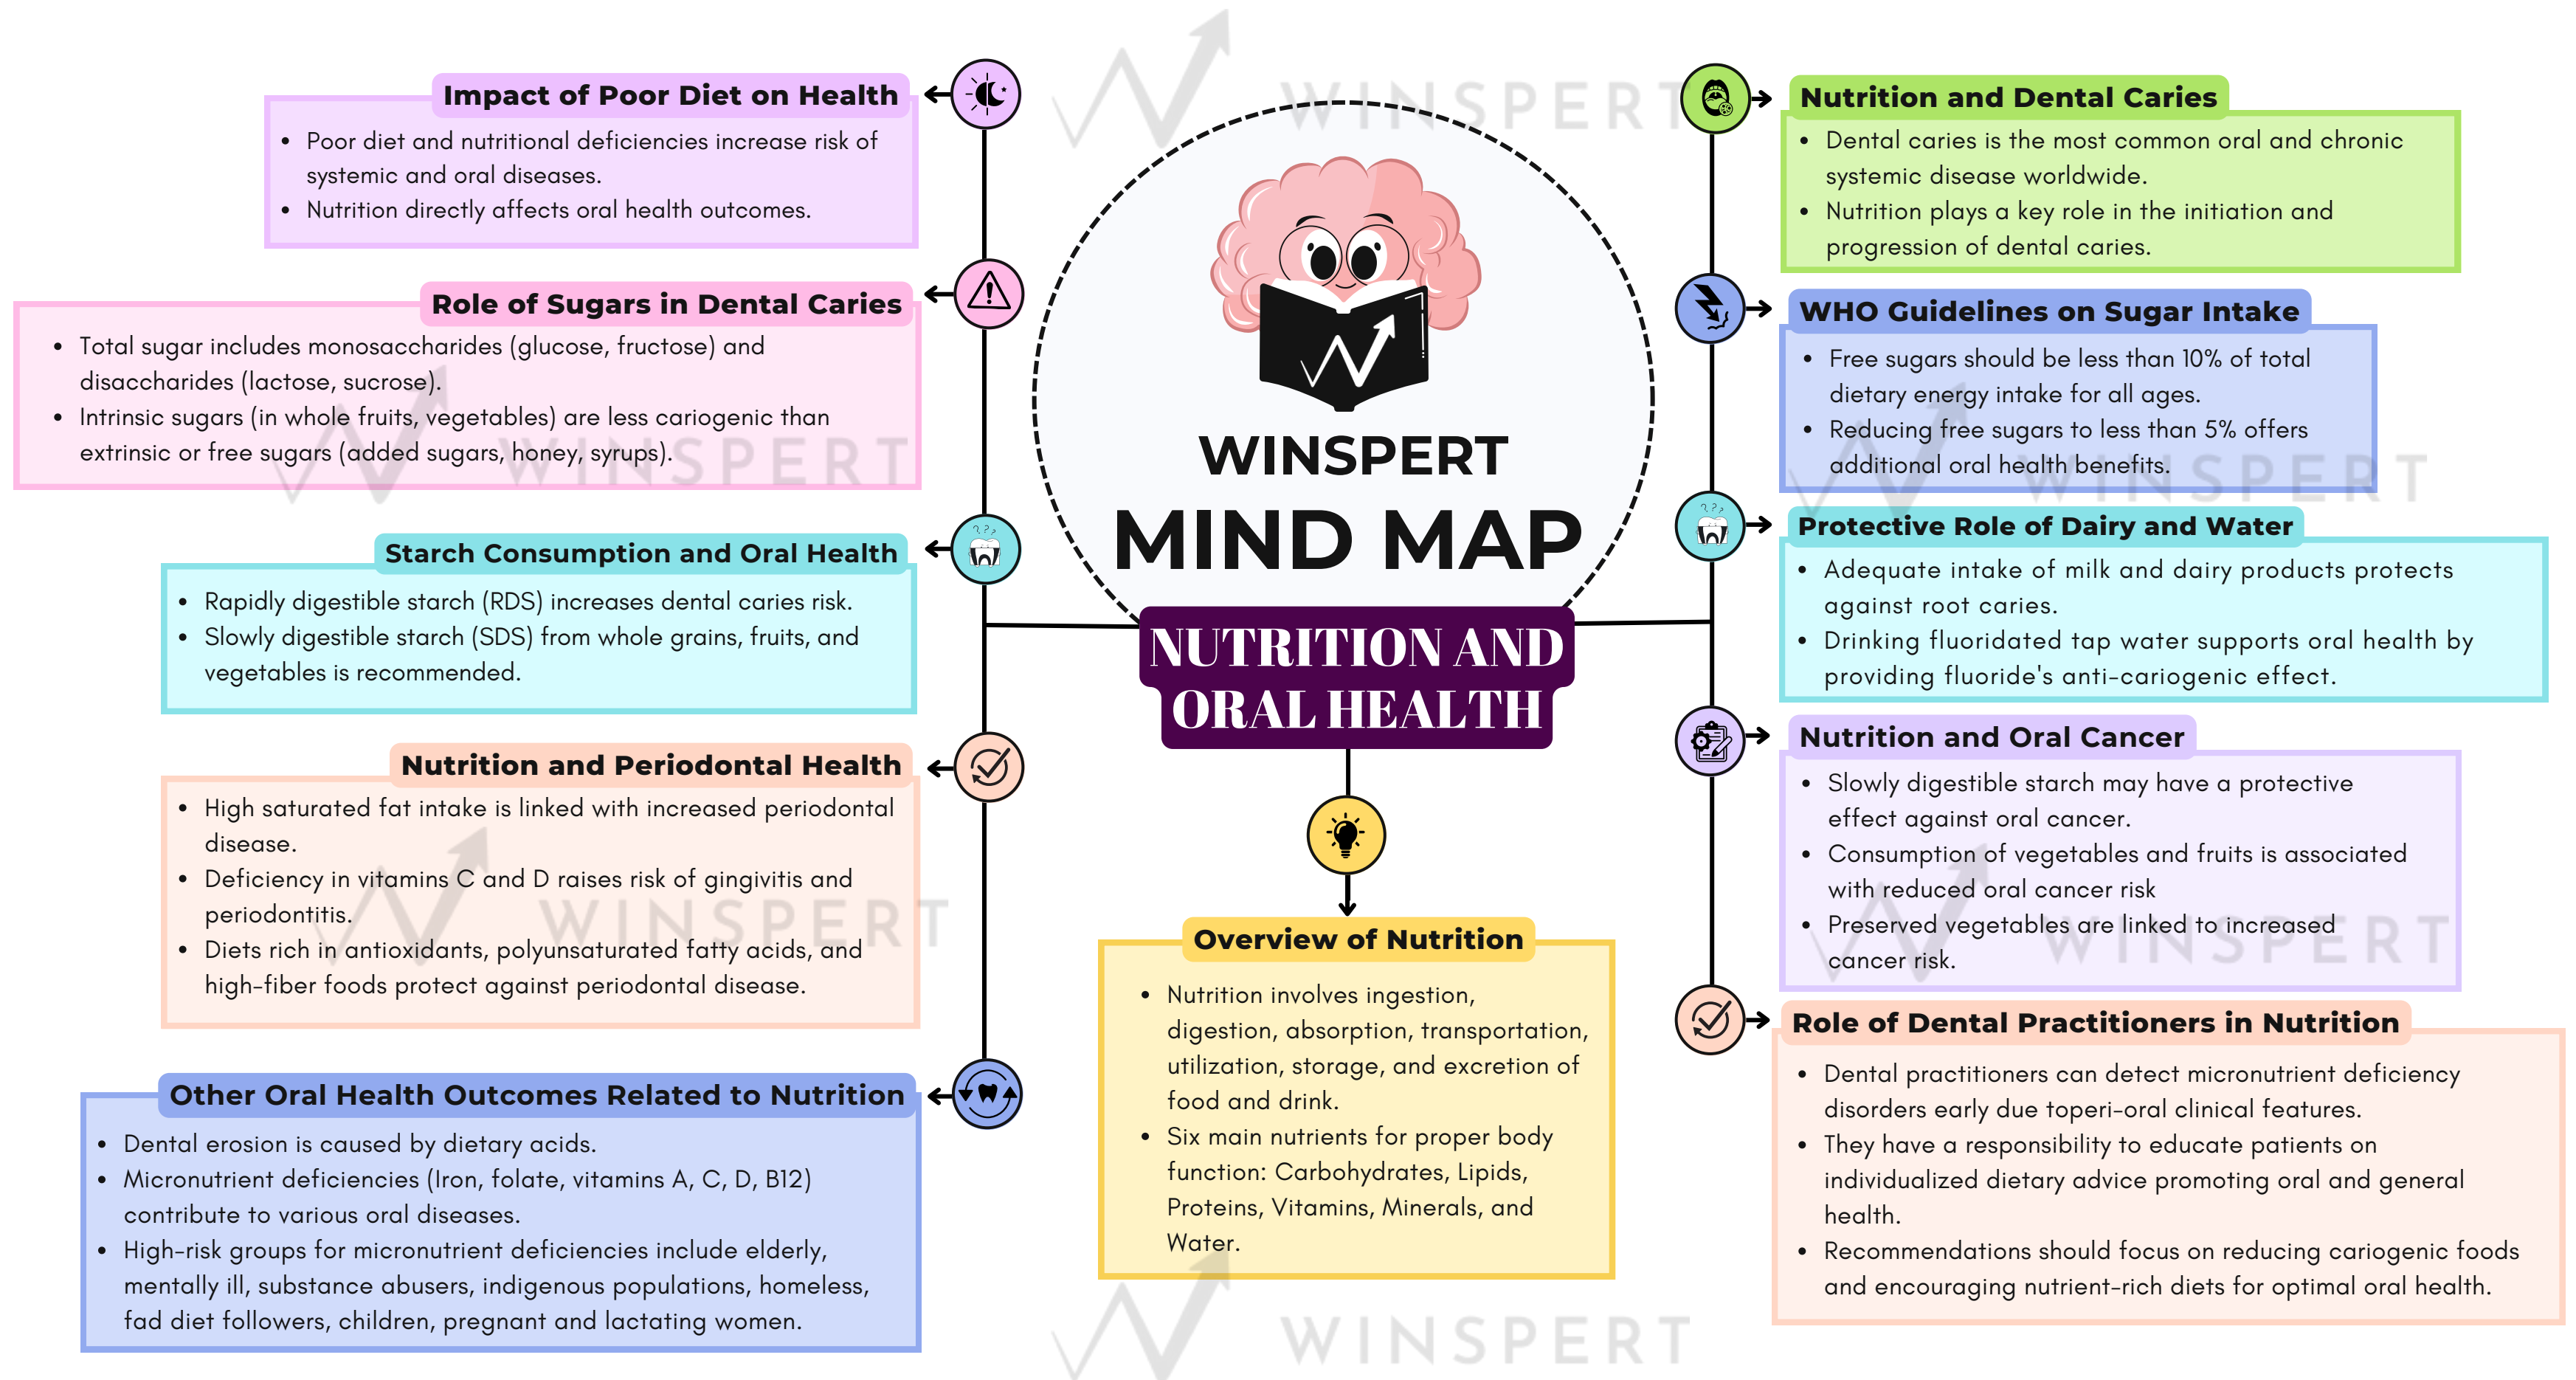 WINSPERT
MIND MAP
NUTRITION AND
ORAL HEALTH
Impact of Poor Diet on Health
• Poor diet and nutritional deficiencies increase risk of
systemic and oral diseases.
• Nutrition directly affects oral health outcomes.
Role of Sugars in Dental Caries
• Total sugar includes monosaccharides (glucose, fructose) and
disaccharides (lactose, sucrose).
• Intrinsic sugars (in whole fruits, vegetables) are less cariogenic than
extrinsic or free sugars (added sugars, honey, syrups).
Starch Consumption and Oral Health
• Rapidly digestible starch (RDS) increases dental caries risk.
• Slowly digestible starch (SDS) from whole grains, fruits, and
vegetables is recommended.
Nutrition and Periodontal Health
• High saturated fat intake is linked with increased periodontal
disease.
• Deficiency in vitamins C and D raises risk of gingivitis and
periodontitis.
• Diets rich in antioxidants, polyunsaturated fatty acids, and
high-fiber foods protect against periodontal disease.
Other Oral Health Outcomes Related to Nutrition
• Dental erosion is caused by dietary acids.
• Micronutrient deficiencies (Iron, folate, vitamins A, C, D, B12)
contribute to various oral diseases.
• High-risk groups for micronutrient deficiencies include elderly,
mentally ill, substance abusers, indigenous populations, homeless,
fad diet followers, children, pregnant and lactating women.
Overview of Nutrition
• Nutrition involves ingestion,
digestion, absorption, transportation,
utilization, storage, and excretion of
food and drink.
• Six main nutrients for proper body
function: Carbohydrates, Lipids,
Proteins, Vitamins, Minerals, and
Water.
Nutrition and Dental Caries
• Dental caries is the most common oral and chronic
systemic disease worldwide.
• Nutrition plays a key role in the initiation and
progression of dental caries.
WHO Guidelines on Sugar Intake
• Free sugars should be less than 10% of total
dietary energy intake for all ages.
• Reducing free sugars to less than 5% offers
additional oral health benefits.
Protective Role of Dairy and Water
• Adequate intake of milk and dairy products protects
against root caries.
• Drinking fluoridated tap water supports oral health by
providing fluoride's anti-cariogenic effect.
Nutrition and Oral Cancer
• Slowly digestible starch may have a protective
effect against oral cancer.
• Consumption of vegetables and fruits is associated
with reduced oral cancer risk
• Preserved vegetables are linked to increased
cancer risk.
Role of Dental Practitioners in Nutrition
• Dental practitioners can detect micronutrient deficiency
disorders early due toperi-oral clinical features.
• They have a responsibility to educate patients on
individualized dietary advice promoting oral and general
health.
• Recommendations should focus on reducing cariogenic foods
and encouraging nutrient-rich diets for optimal oral health.
WINSPERT
WINSPERT
WINSPERT
WINSPERT
WINSPERT
WINSPERT